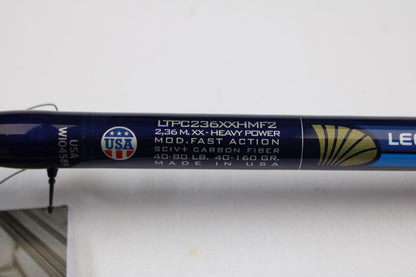 LTPC236XXHMF2
2,36 M. XX - HEAVY POWER
MOD. FAST ACTION
SCIV+ CARBON FIBER
40-80 LB. 40-160 GR.
MADE IN USA
USA
USA